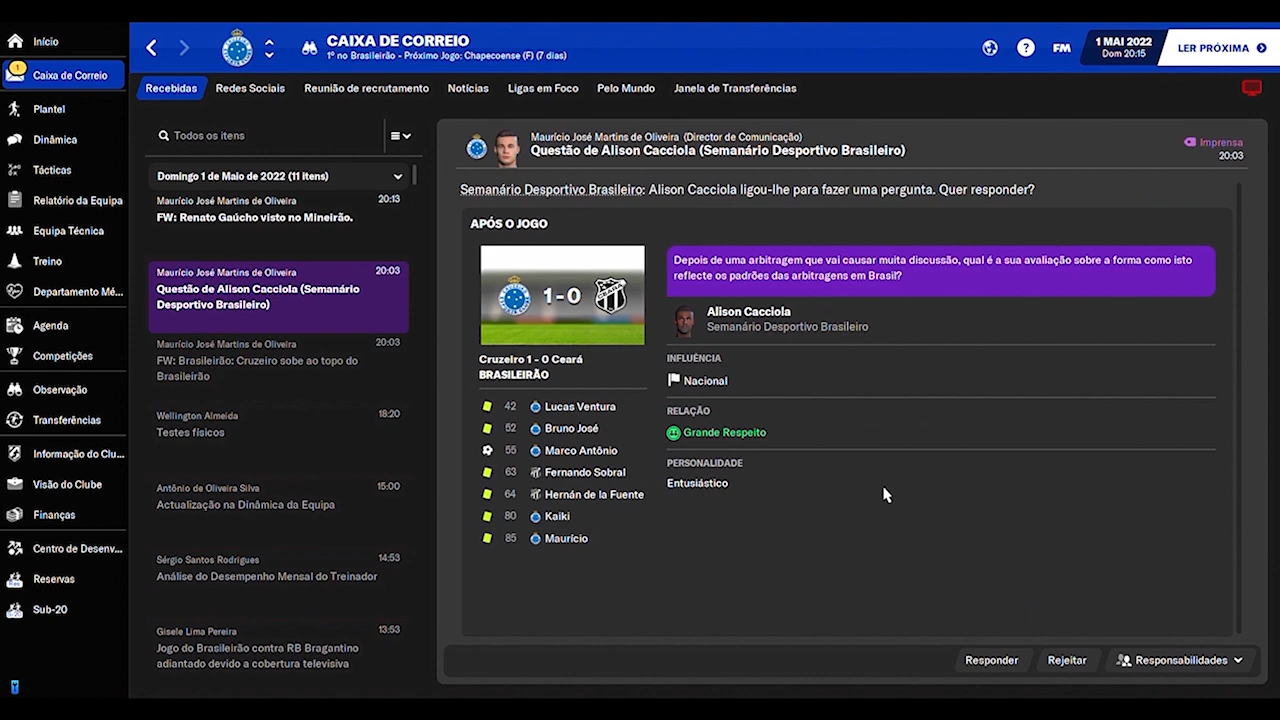 Início
Caixa de Correio
1
Plantel
Dinâmica
Tácticas
Relatório da Equipa
Equipa Técnica
Treino
Departamento Mé...
Agenda
Competições
Observação
Transferências
Informação do Clu...
Visão do Clube
Finanças
Centro de Desenv...
Reservas
Sub-20
CAIXA DE CORREIO
1º no Brasileirão - Próximo Jogo: Chapecoense (F) (7 dias)
FM
1 MAI 2022
Dom 20:15
LER PRÓXIMA
Recebidas
Redes Sociais
Reunião de recrutamento
Notícias
Ligas em Foco
Pelo Mundo
Janela de Transferências
Todos os itens
Domingo 1 de Maio de 2022 (11 itens)
Maurício José Martins de Oliveira 20:13
FW: Renato Gaúcho visto no Mineirão.
Maurício José Martins de Oliveira 20:03
Questão de Alison Cacciola (Semanário
Desportivo Brasileiro)
Maurício José Martins de Oliveira 20:03
FW: Brasileirão: Cruzeiro sobe ao topo do
Brasileirão
Wellington Almeida 18:20
Testes físicos
Antônio de Oliveira Silva 15:00
Actualização na Dinâmica da Equipa
Sérgio Santos Rodrigues 14:53
Análise do Desempenho Mensal do Treinador
Gisele Lima Pereira 13:53
Jogo do Brasileirão contra RB Bragantino
adiantado devido a cobertura televisiva
Maurício José Martins de Oliveira (Director de Comunicação)
Questão de Alison Cacciola (Semanário Desportivo Brasileiro)
Imprensa
20:03
Semanário Desportivo Brasileiro: Alison Cacciola ligou-lhe para fazer uma pergunta. Quer responder?
APÓS O JOGO
1-0
Cruzeiro 1 - 0 Ceará
BRASILEIRÃO
42 Lucas Ventura
52 Bruno José
55 Marco Antônio
63 Fernando Sobral
64 Hernán de la Fuente
80 Kaiki
85 Maurício
Depois de uma arbitragem que vai causar muita discussão, qual é a sua avaliação sobre a forma como isto
reflecte os padrões das arbitragens em Brasil?
Alison Cacciola
Semanário Desportivo Brasileiro
INFLUÊNCIA
Nacional
RELAÇÃO
Grande Respeito
PERSONALIDADE
Entusiástico
Responder
Rejeitar
Responsabilidades